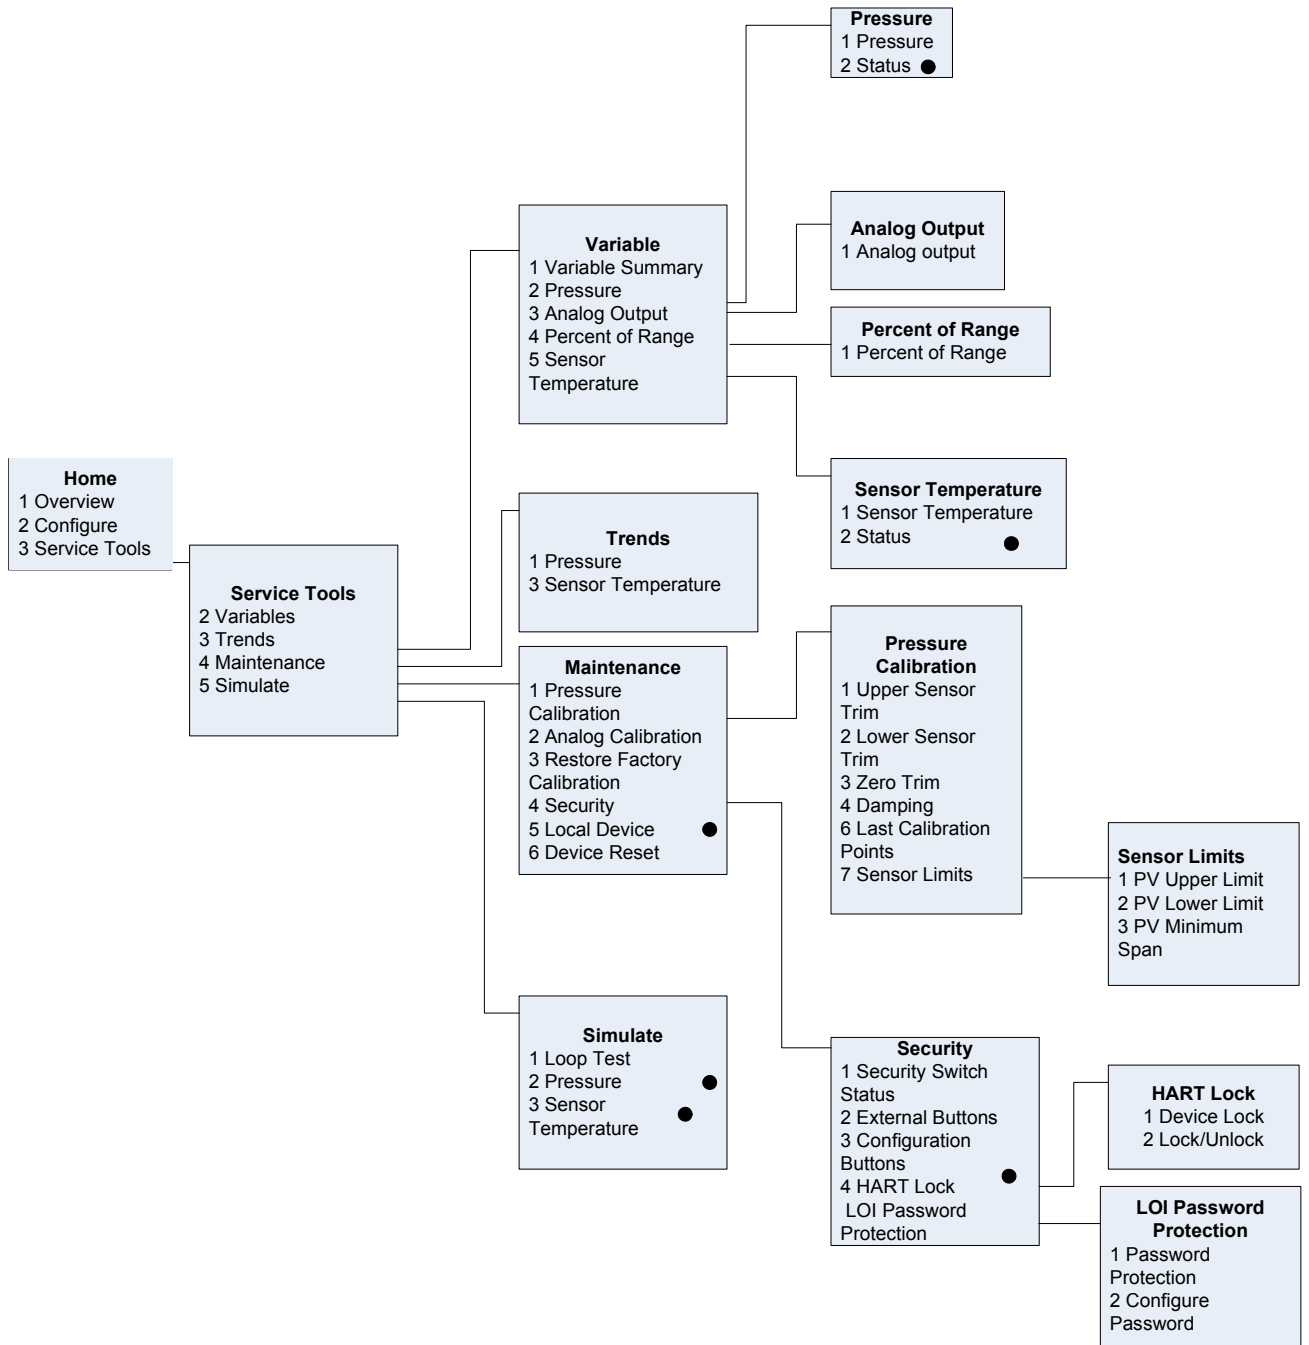 Pressure
1 Pressure
2 Status
Analog Output
1 Analog output
Variable
1 Variable Summary
2 Pressure
3 Analog Output
4 Percent of Range
5 Sensor
Temperature
Percent of Range
1 Percent of Range
Home
1 Overview
2 Configure
3 Service Tools
Sensor Temperature
1 Sensor Temperature
2 Status
Trends
1 Pressure
3 Sensor Temperature
Service Tools
2 Variables
3 Trends
4 Maintenance
5 Simulate
Maintenance
1 Pressure
Calibration
2 Analog Calibration
3 Restore Factory
Calibration
4 Security
5 Local Device
6 Device Reset
Pressure
Calibration
1 Upper Sensor
Trim
2 Lower Sensor
Trim
3 Zero Trim
4 Damping
6 Last Calibration
Points
7 Sensor Limits
Sensor Limits
1 PV Upper Limit
2 PV Lower Limit
3 PV Minimum
Span
Simulate
1 Loop Test
2 Pressure
3 Sensor
Temperature
Security
1 Security Switch
Status
2 External Buttons
3 Configuration
Buttons
4 HART Lock
LOI Password
Protection
HART Lock
1 Device Lock
2 Lock/Unlock
LOI Password
Protection
1 Password
Protection
2 Configure
Password